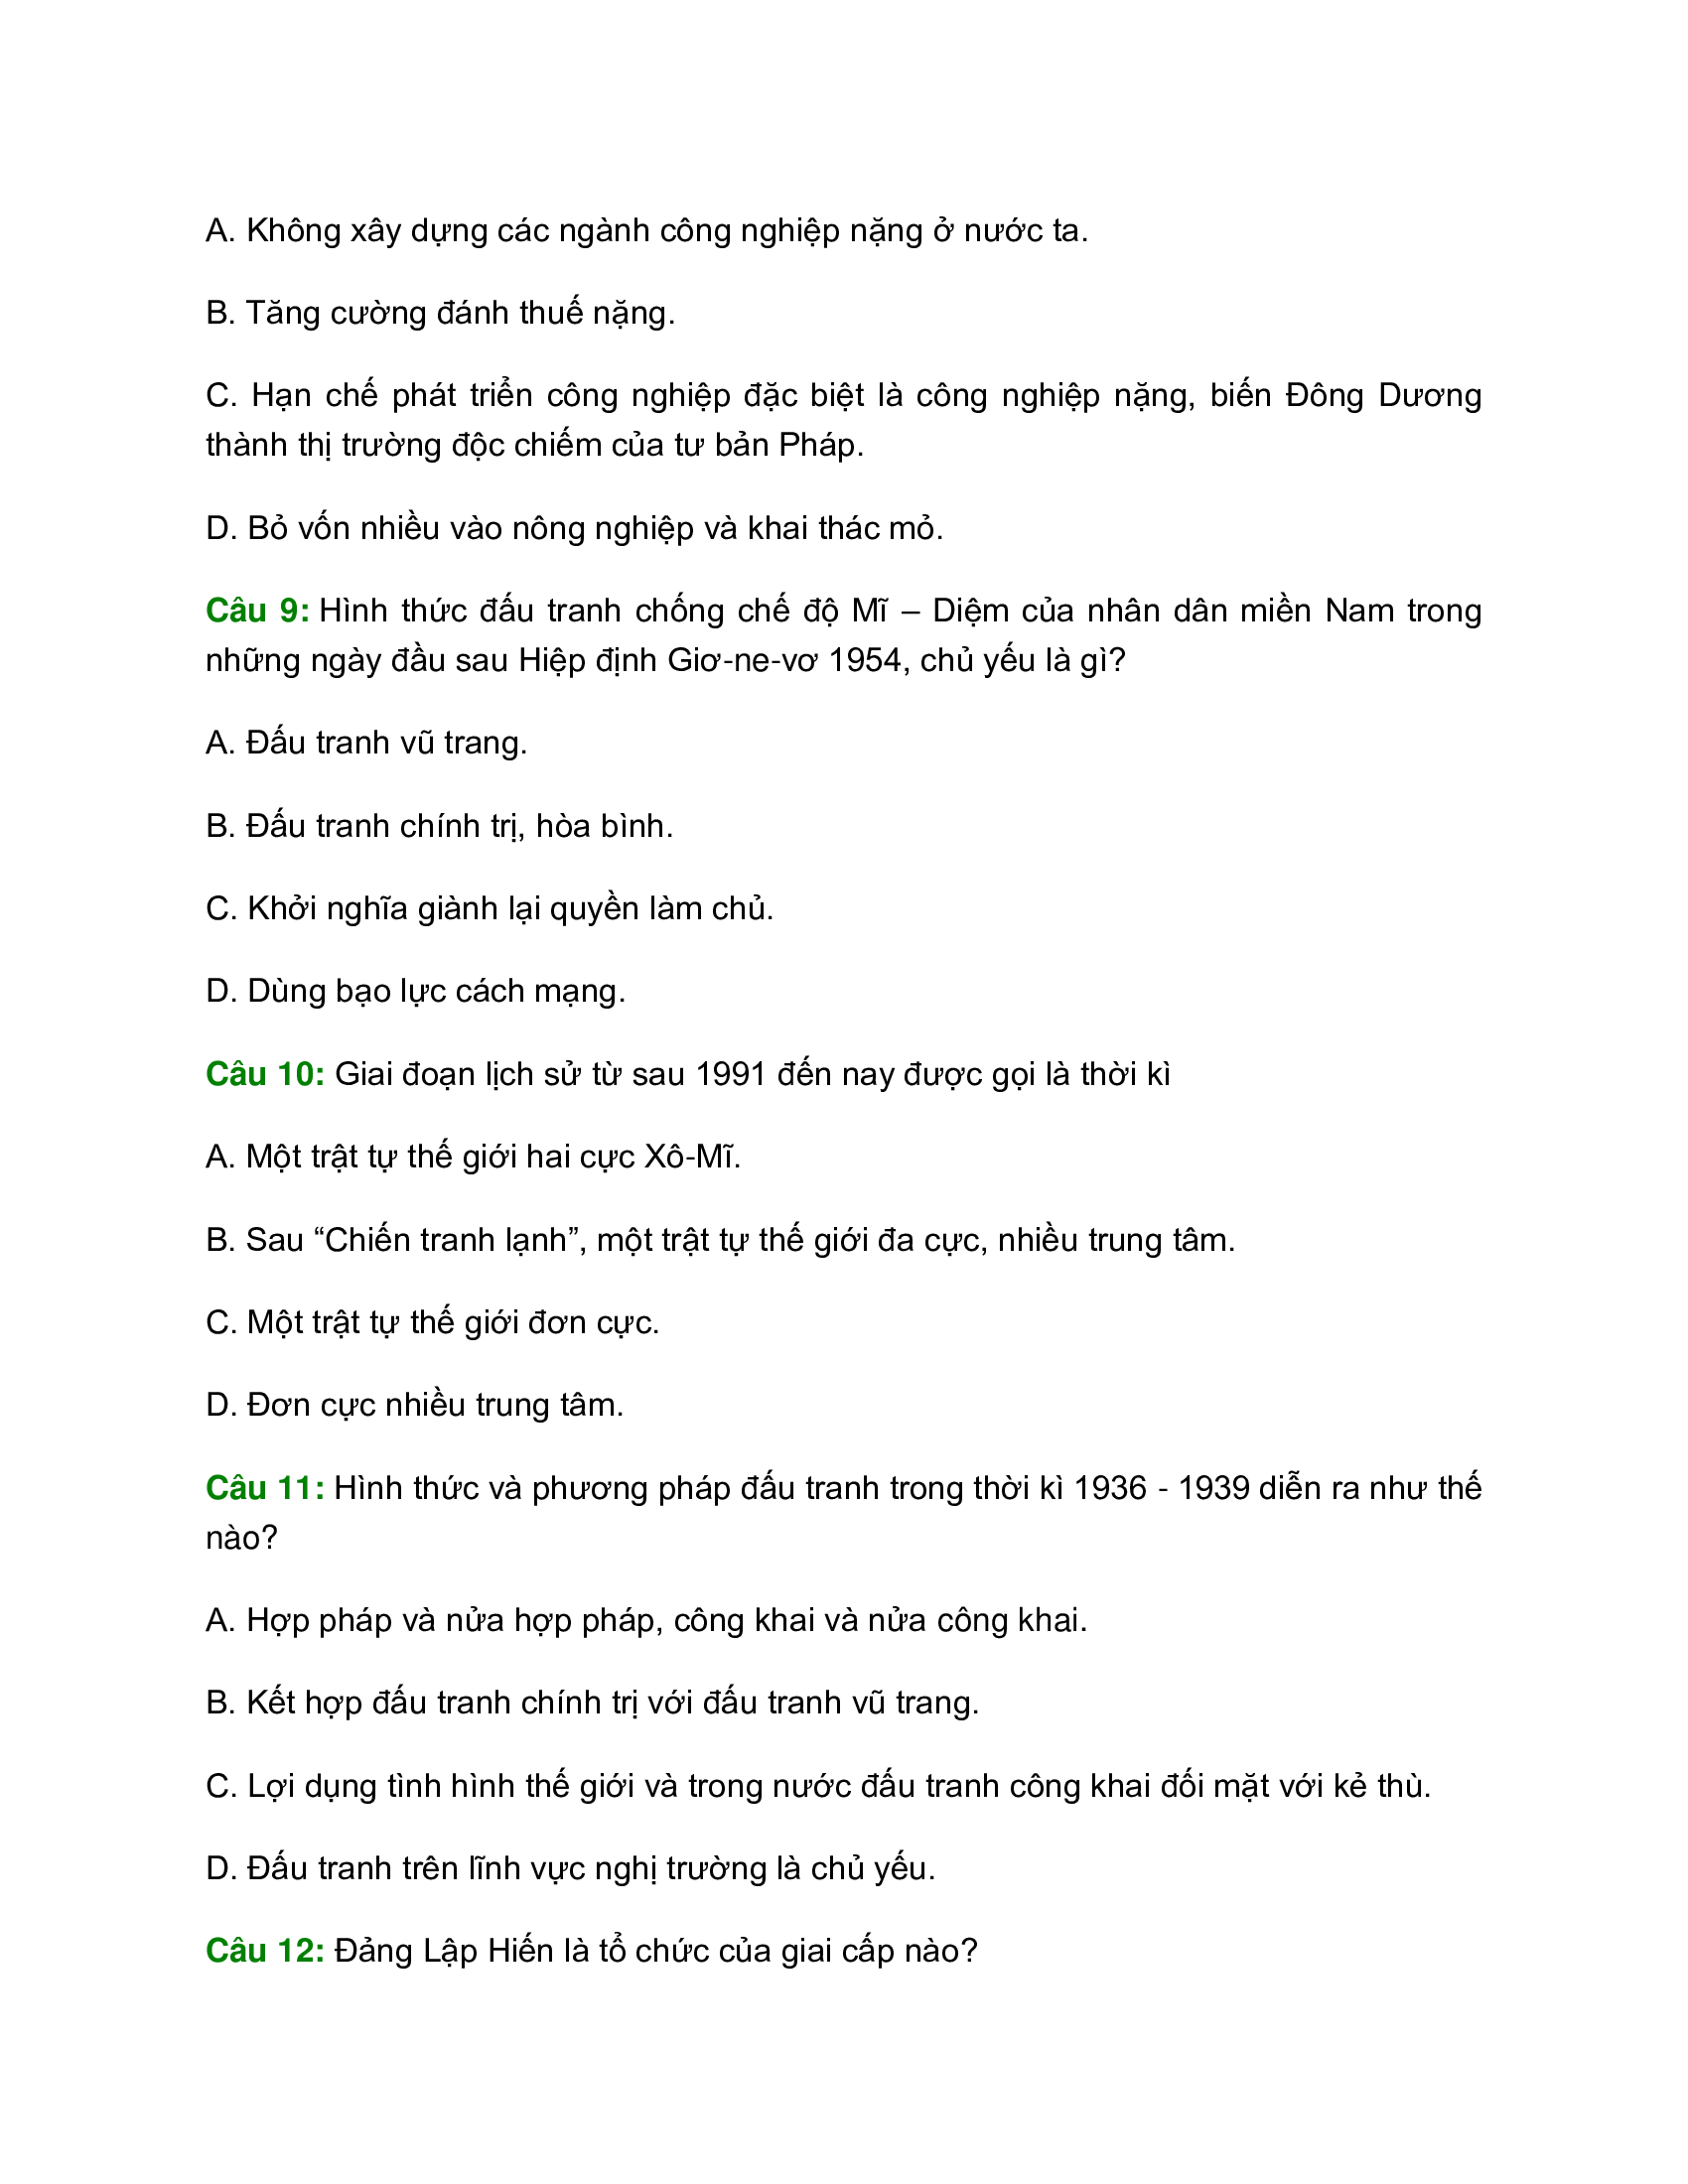 A. Không xây dựng các ngành công nghiệp nặng ở nước ta.
B. Tăng cường đánh thuế nặng.
C. Hạn chế phát triển công nghiệp đặc biệt là công nghiệp nặng, biến Đông Dương
thành thị trường độc chiếm của tư bản Pháp.
D. Bỏ vốn nhiều vào nông nghiệp và khai thác mỏ.
Câu 9: Hình thức đấu tranh chống chế độ Mĩ – Diệm của nhân dân miền Nam trong
những ngày đầu sau Hiệp định Giơ-ne-vơ 1954, chủ yếu là gì?
A. Đấu tranh vũ trang.
B. Đấu tranh chính trị, hòa bình.
C. Khởi nghĩa giành lại quyền làm chủ.
D. Dùng bạo lực cách mạng.
Câu 10: Giai đoạn lịch sử từ sau 1991 đến nay được gọi là thời kì
A. Một trật tự thế giới hai cực Xô-Mĩ.
B. Sau “Chiến tranh lạnh”, một trật tự thế giới đa cực, nhiều trung tâm.
C. Một trật tự thế giới đơn cực.
D. Đơn cực nhiều trung tâm.
Câu 11: Hình thức và phương pháp đấu tranh trong thời kì 1936 - 1939 diễn ra như thế
nào?
A. Hợp pháp và nửa hợp pháp, công khai và nửa công khai.
B. Kết hợp đấu tranh chính trị với đấu tranh vũ trang.
C. Lợi dụng tình hình thế giới và trong nước đấu tranh công khai đối mặt với kẻ thù.
D. Đấu tranh trên lĩnh vực nghị trường là chủ yếu.
Câu 12: Đảng Lập Hiến là tổ chức của giai cấp nào?